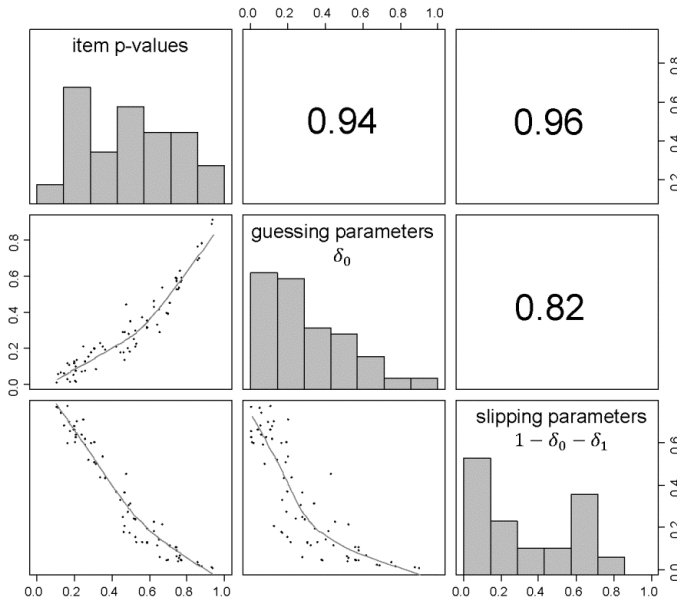 0.0 0.2 0.4 0.6 0.8 1.0
item p-values
0.94
0.96
0.2 0.4 0.6 0.8
guessing parameters
δ₀
0.82
0.0 0.2 0.4 0.6 0.8
slipping parameters
1 − δ₀ − δ₁
0.0 0.2 0.4 0.6
0.0 0.2 0.4 0.6 0.8 1.0
0.0 0.2 0.4 0.6 0.8 1.0